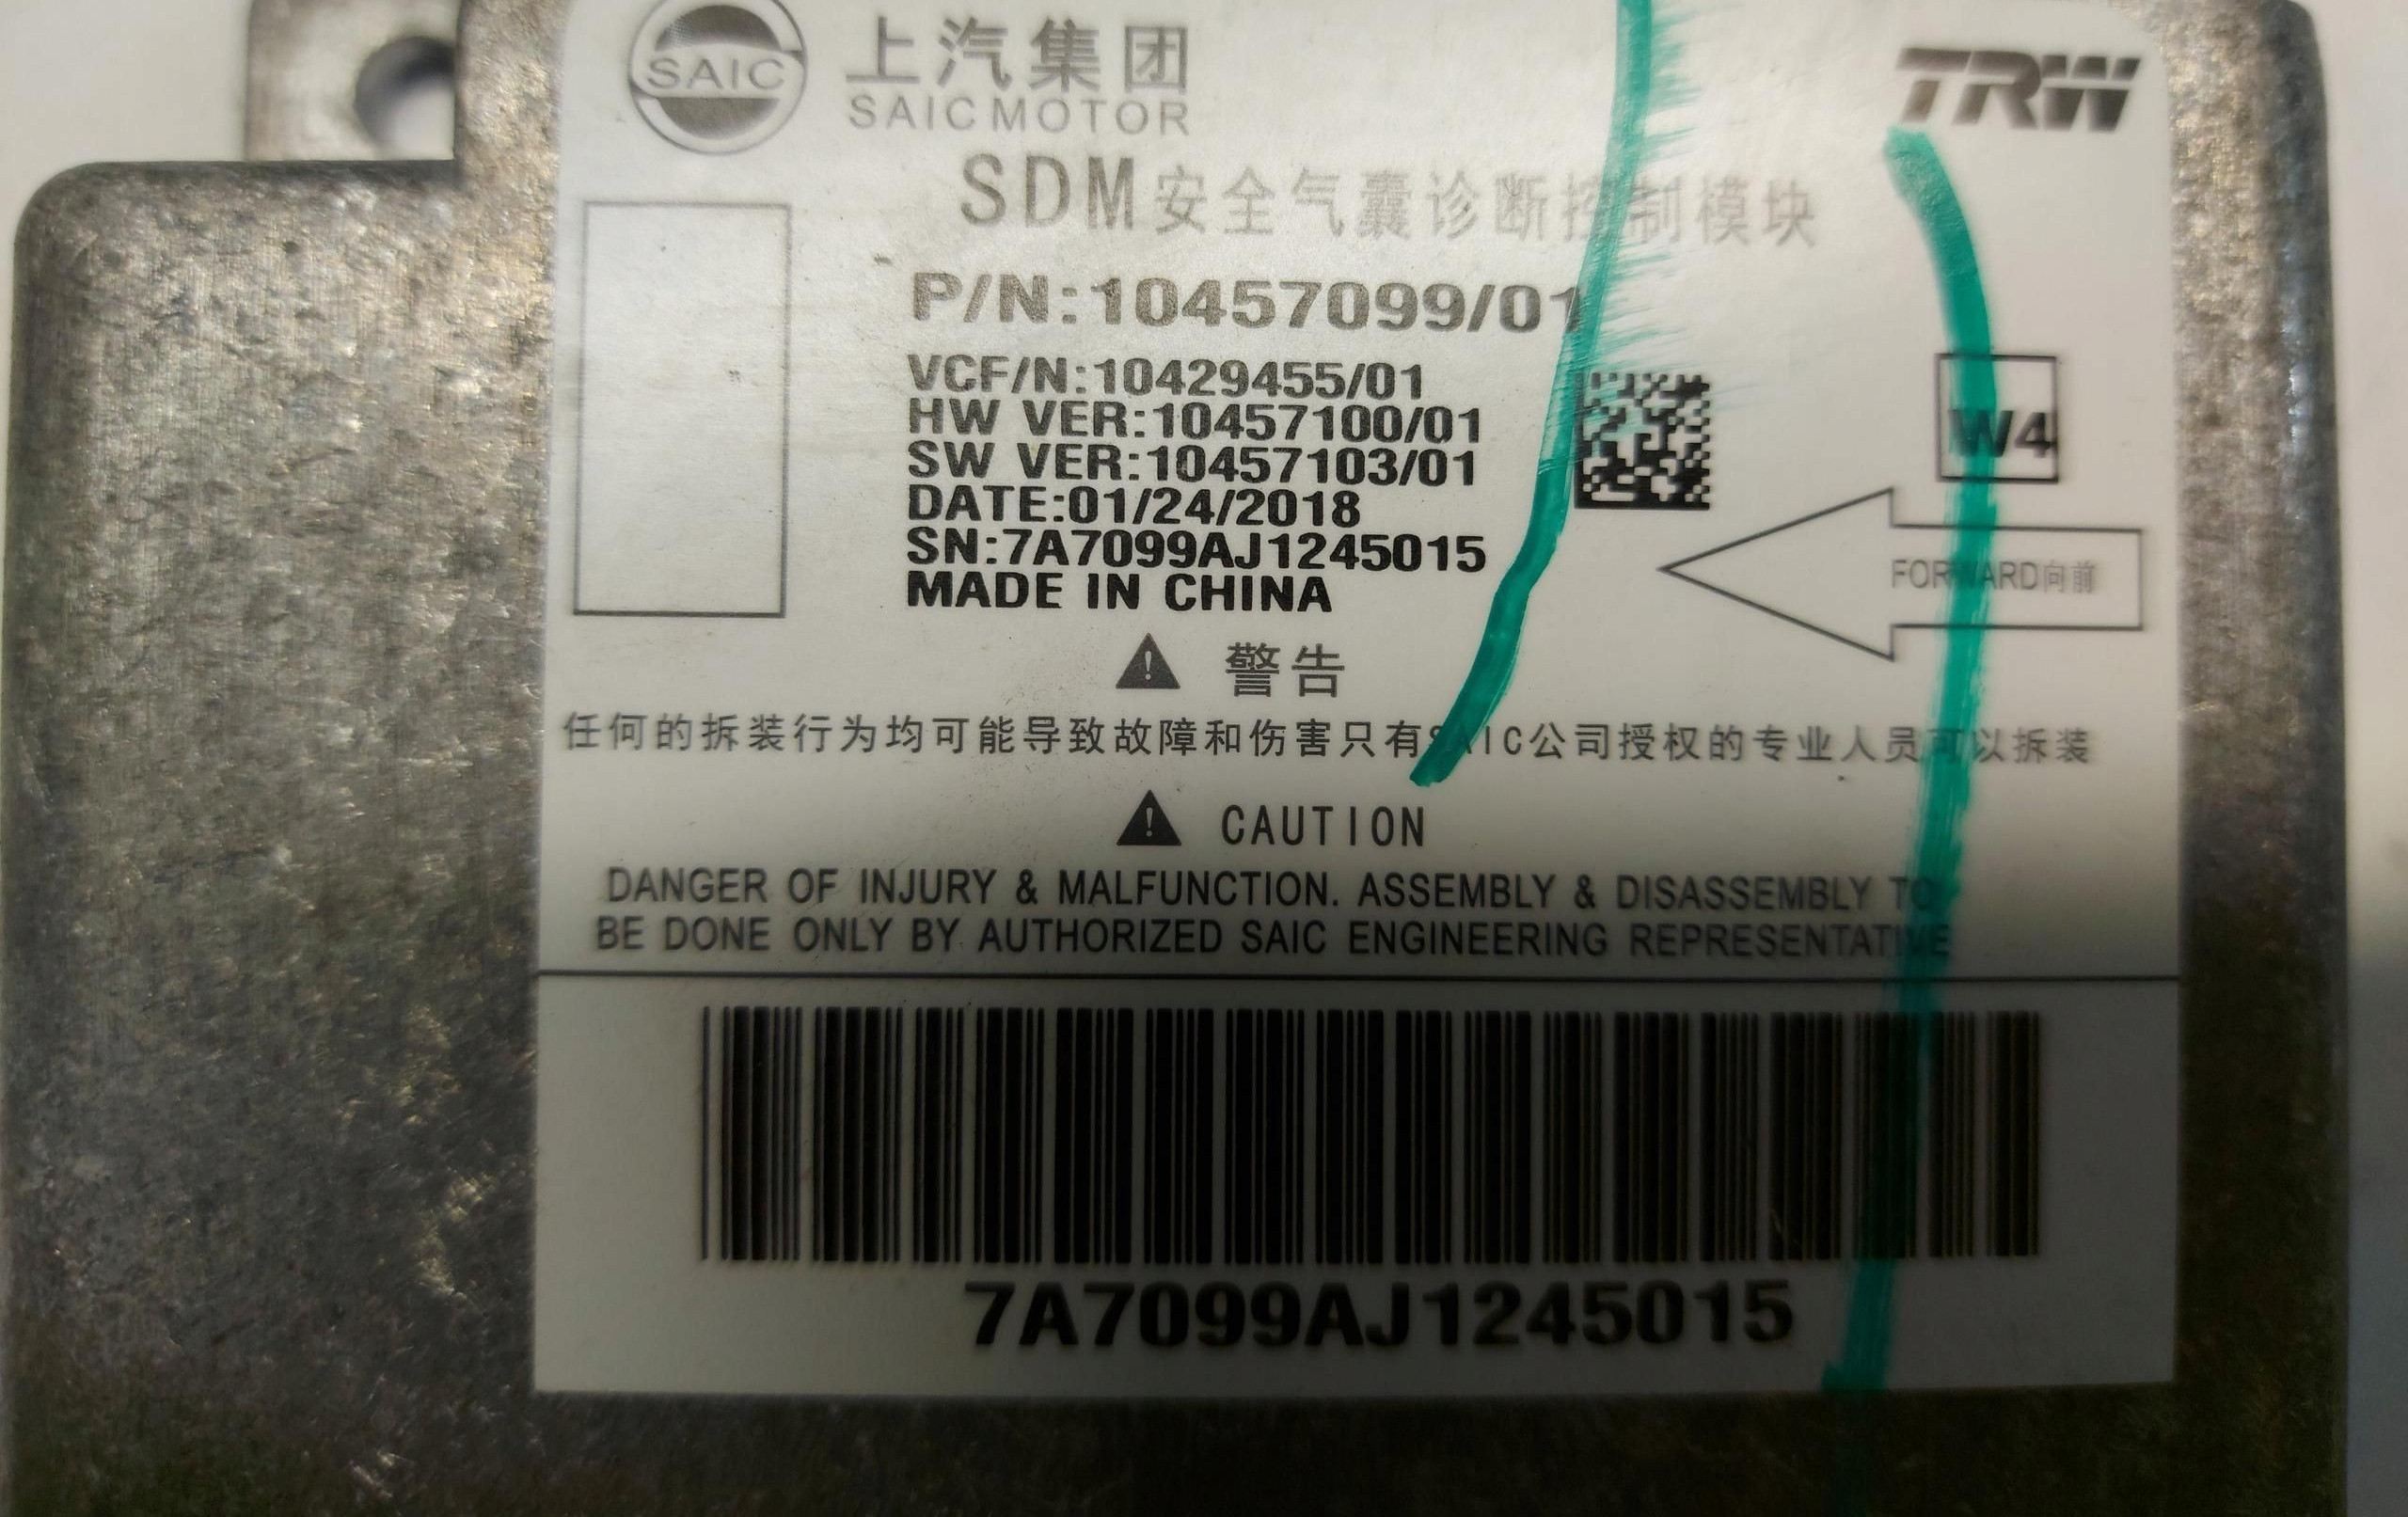 SAIC
上汽集团
SAICMOTOR
TRW
SDM安全气囊诊断控制模块
P/N:10457099/01
VCF/N:10429455/01
HW VER:10457100/01
SW VER:10457103/01
DATE:01/24/2018
SN:7A7099AJ1245015
MADE IN CHINA
W4
FORWARD向前
警告
任何的拆装行为均可能导致故障和伤害只有SAIC公司授权的专业人员可以拆装
CAUTION
DANGER OF INJURY & MALFUNCTION. ASSEMBLY & DISASSEMBLY TO
BE DONE ONLY BY AUTHORIZED SAIC ENGINEERING REPRESENTATIVE
7A7099AJ1245015